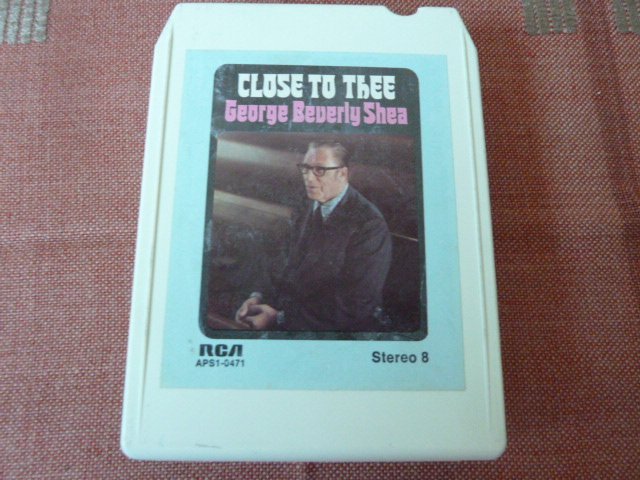 CLOSE TO THEE
George Beverly Shea
RCA
APS1-0471
Stereo 8